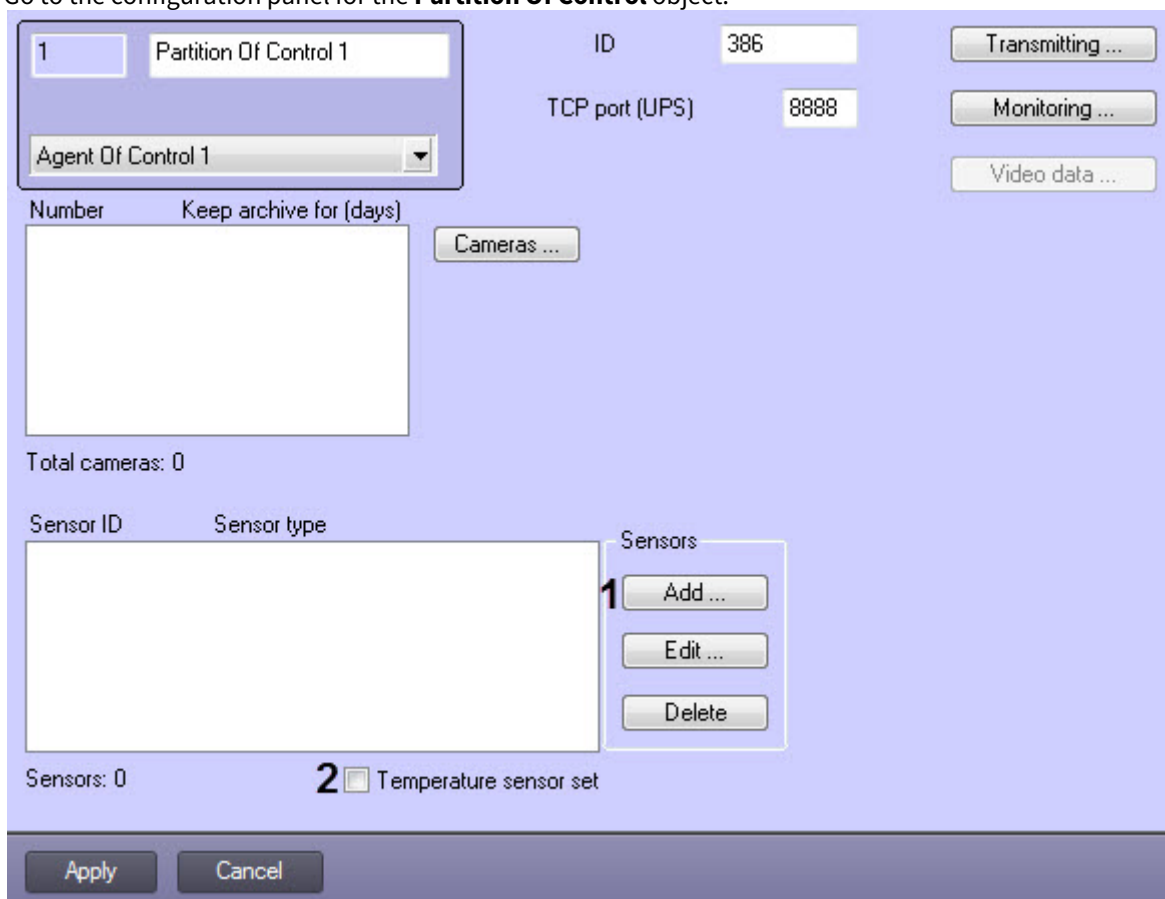 Go to the configuration panel for the Partition Of Control object.
1 Partition Of Control 1 ID 386 Transmitting ...
TCP port (UPS) 8888 Monitoring ...
Agent Of Control 1
Video data ...
Number Keep archive for (days)
Cameras ...
Total cameras: 0
Sensor ID Sensor type
Sensors
1 Add ...
Edit ...
Delete
Sensors: 0 2 Temperature sensor set
Apply Cancel